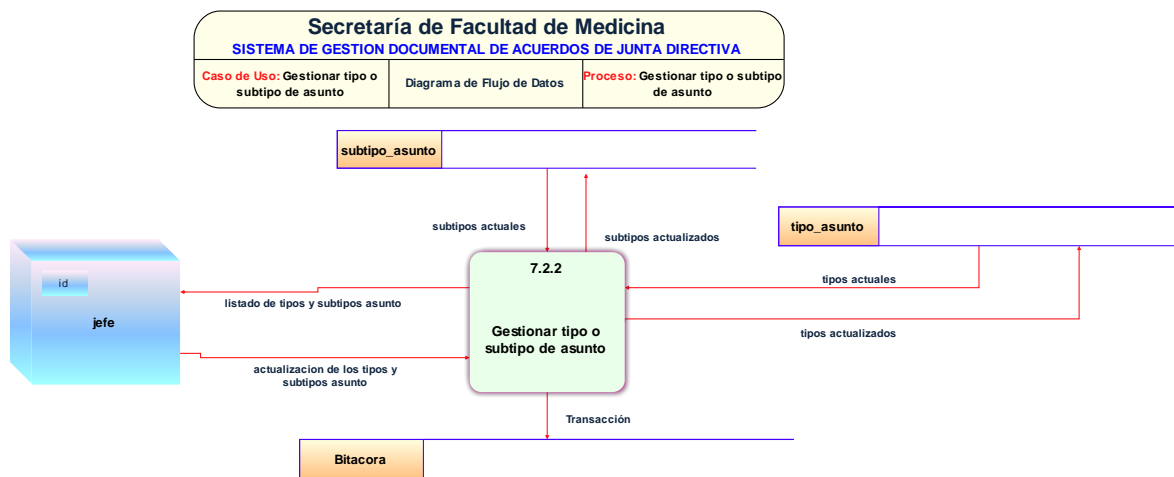 Secretaría de Facultad de Medicina
SISTEMA DE GESTION DOCUMENTAL DE ACUERDOS DE JUNTA DIRECTIVA
Caso de Uso: Gestionar tipo o
subtipo de asunto
Diagrama de Flujo de Datos
Proceso: Gestionar tipo o subtipo
de asunto
subtipo_asunto
tipo_asunto
subtipos actuales
subtipos actualizados
7.2.2
Gestionar tipo o
subtipo de asunto
tipos actuales
tipos actualizados
id
jefe
listado de tipos y subtipos asunto
actualizacion de los tipos y
subtipos asunto
Transacción
Bitacora